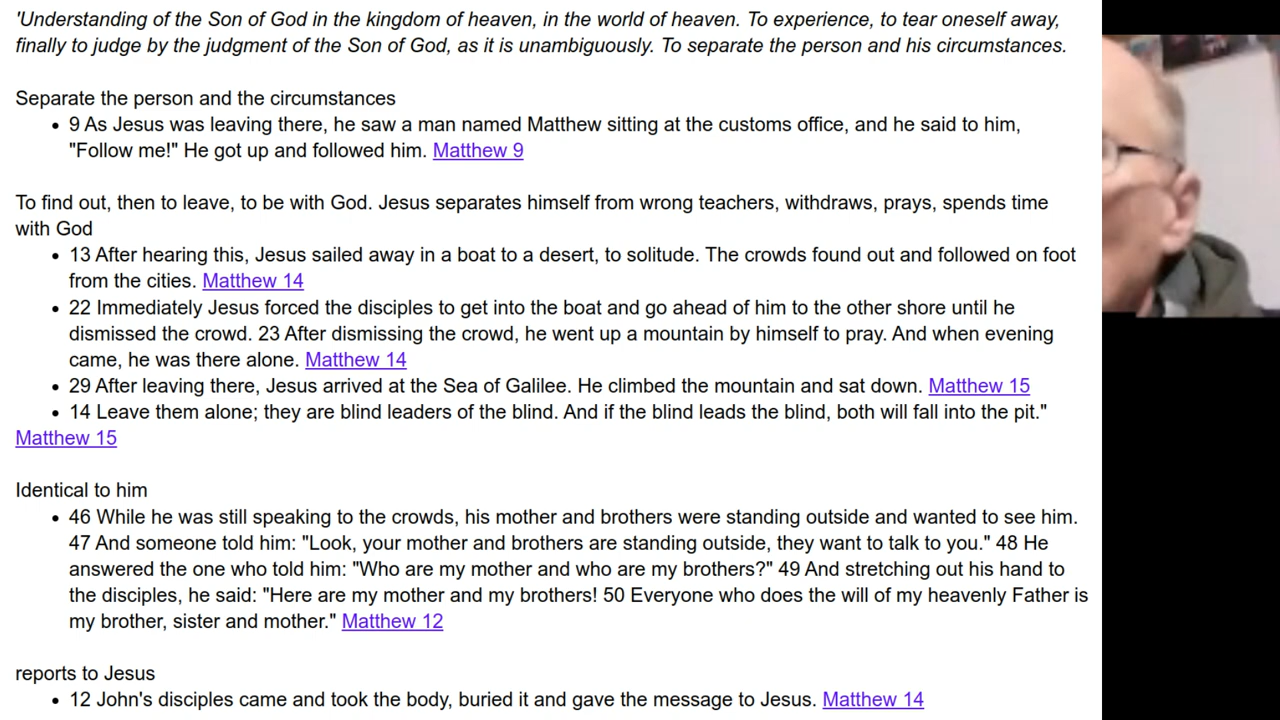 'Understanding of the Son of God in the kingdom of heaven, in the world of heaven. To experience, to tear oneself away,
finally to judge by the judgment of the Son of God, as it is unambiguously. To separate the person and his circumstances.
Separate the person and the circumstances
• 9 As Jesus was leaving there, he saw a man named Matthew sitting at the customs office, and he said to him,
"Follow me!" He got up and followed him. Matthew 9
To find out, then to leave, to be with God. Jesus separates himself from wrong teachers, withdraws, prays, spends time
with God
• 13 After hearing this, Jesus sailed away in a boat to a desert, to solitude. The crowds found out and followed on foot
from the cities. Matthew 14
• 22 Immediately Jesus forced the disciples to get into the boat and go ahead of him to the other shore until he
dismissed the crowd. 23 After dismissing the crowd, he went up a mountain by himself to pray. And when evening
came, he was there alone. Matthew 14
• 29 After leaving there, Jesus arrived at the Sea of Galilee. He climbed the mountain and sat down. Matthew 15
• 14 Leave them alone; they are blind leaders of the blind. And if the blind leads the blind, both will fall into the pit."
Matthew 15
Identical to him
• 46 While he was still speaking to the crowds, his mother and brothers were standing outside and wanted to see him.
47 And someone told him: "Look, your mother and brothers are standing outside, they want to talk to you." 48 He
answered the one who told him: "Who are my mother and who are my brothers?" 49 And stretching out his hand to
the disciples, he said: "Here are my mother and my brothers! 50 Everyone who does the will of my heavenly Father is
my brother, sister and mother." Matthew 12
reports to Jesus
• 12 John's disciples came and took the body, buried it and gave the message to Jesus. Matthew 14